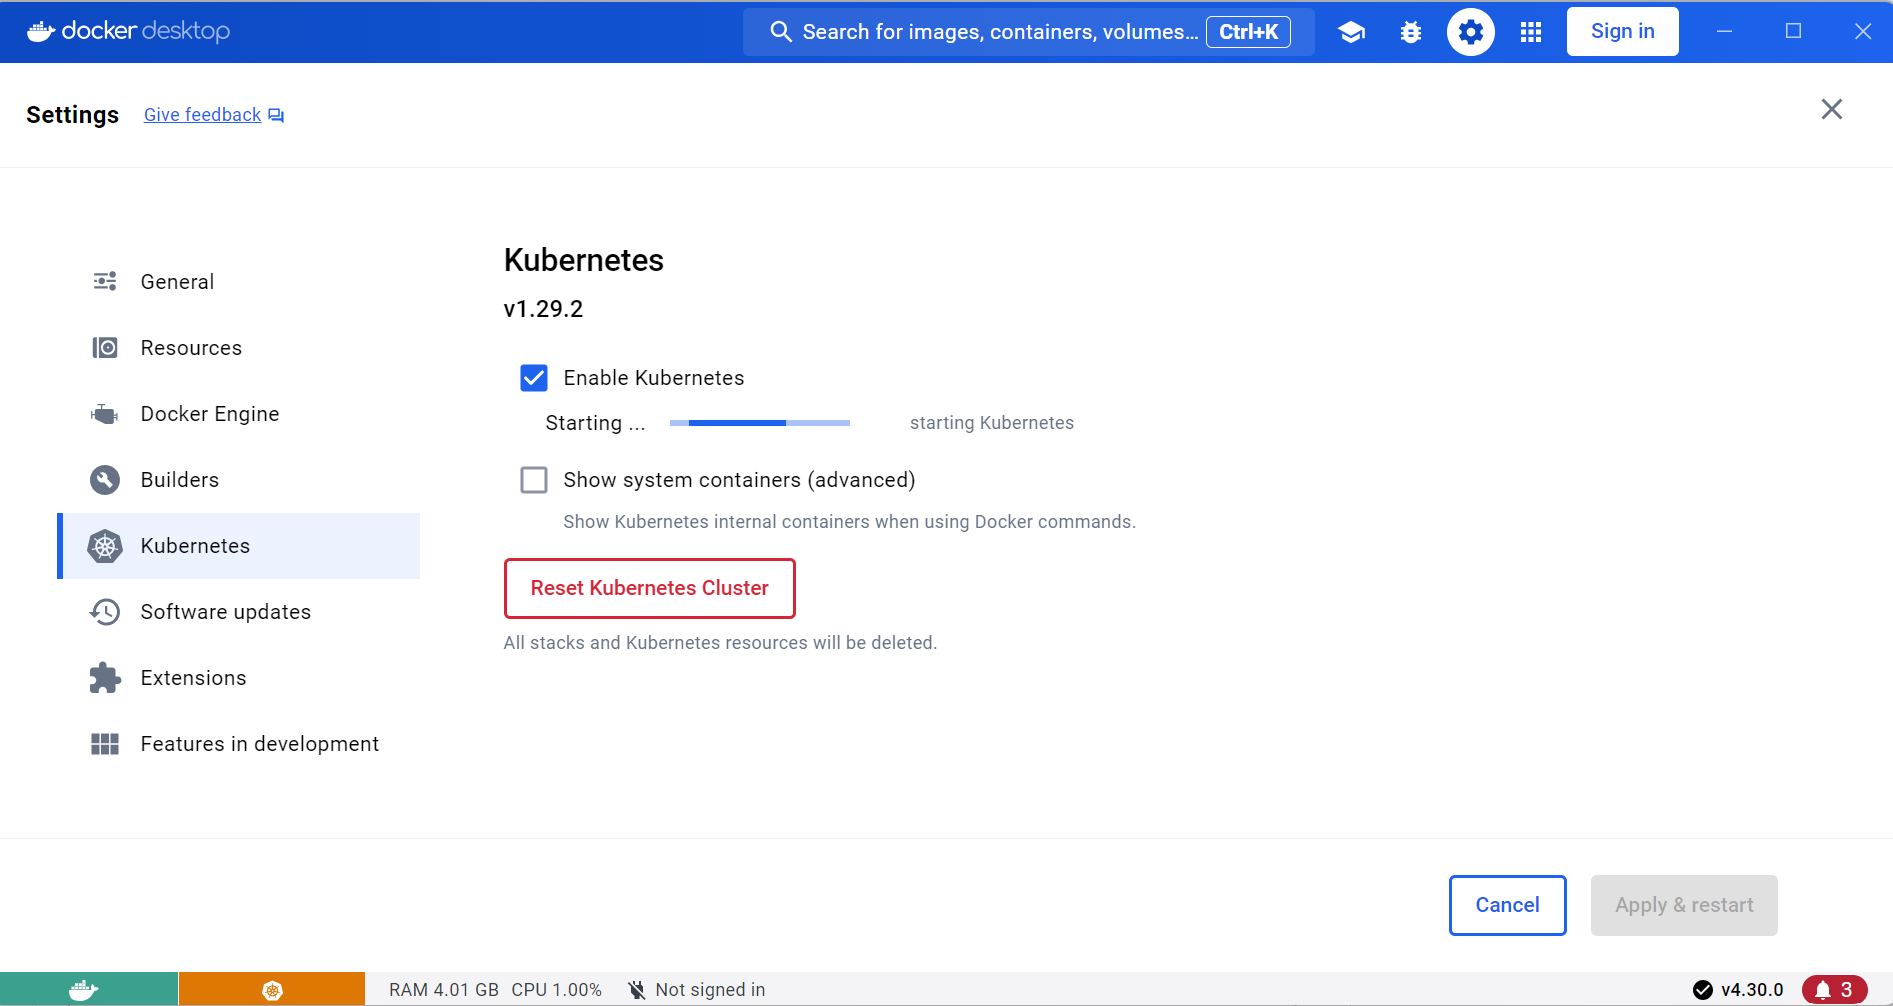 docker desktop
Search for images, containers, volumes... Ctrl+K
Sign in
Settings
Give feedback
General
Resources
Docker Engine
Builders
Kubernetes
Software updates
Extensions
Features in development
Kubernetes
v1.29.2
Enable Kubernetes
Starting ... starting Kubernetes
Show system containers (advanced)
Show Kubernetes internal containers when using Docker commands.
Reset Kubernetes Cluster
All stacks and Kubernetes resources will be deleted.
Cancel
Apply & restart
RAM 4.01 GB CPU 1.00% Not signed in
v4.30.0
3